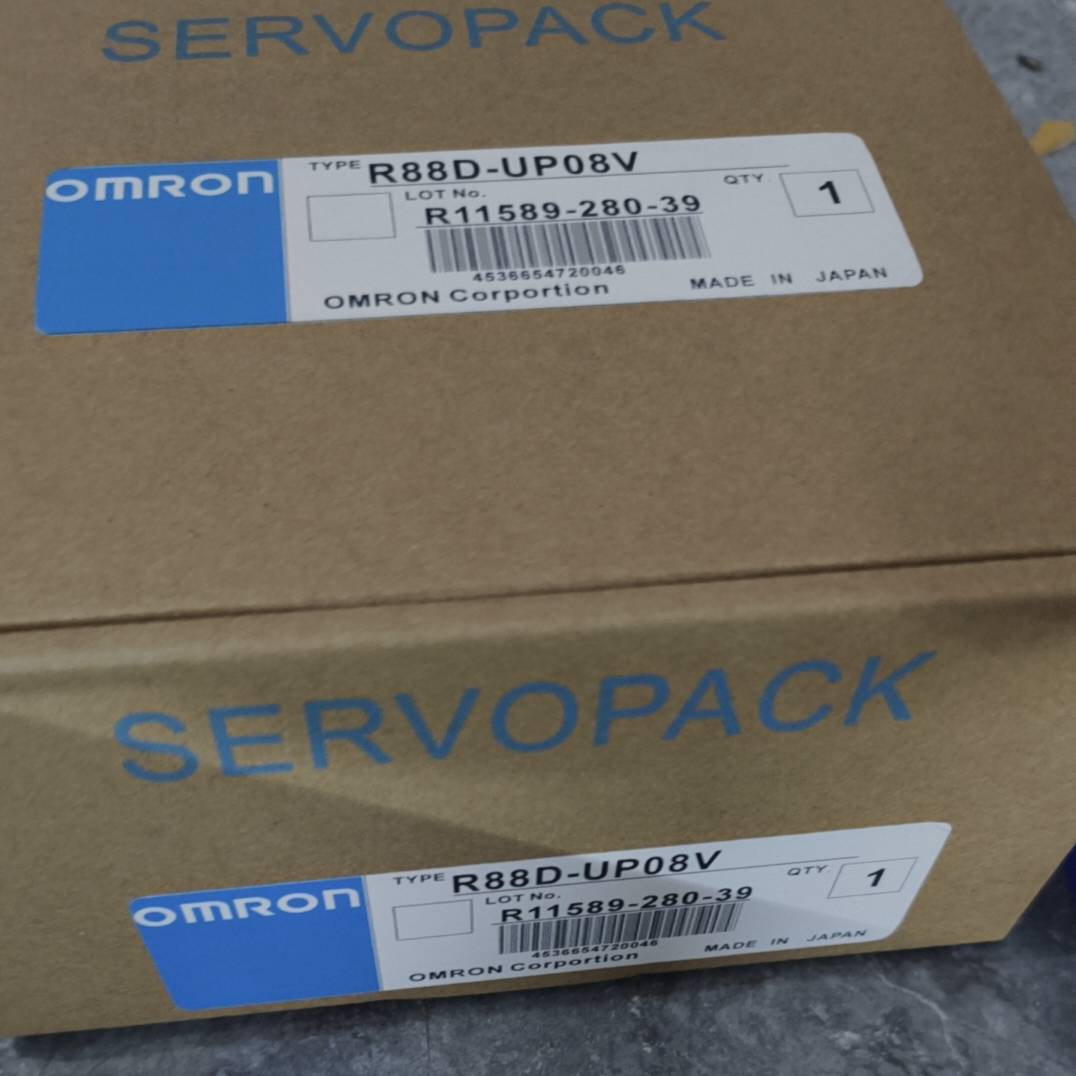 SERVOPACK
OMRON
TYPE R88D-UP08V
LOT No.
QTY. 1
R11589-280-39
4536654720046
OMRON Corportion
MADE IN JAPAN
SERVOPACK
OMRON
TYPE R88D-UP08V
LOT No.
QTY. 1
R11589-280-39
4536654720046
OMRON Corportion
MADE IN JAPAN